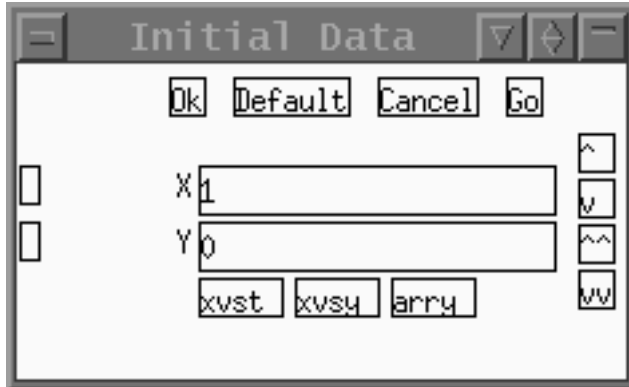 Initial Data
Ok Default Cancel Go
^
X 1
v
Y 0
^^
xvst xvsy arry
vv